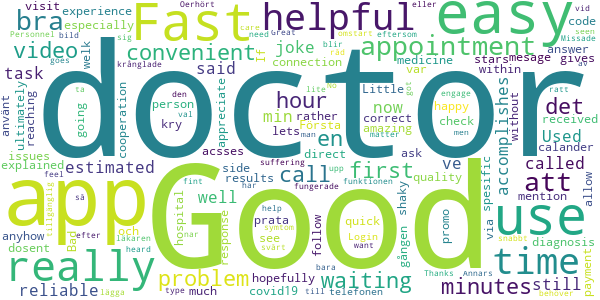 visit Personnel Oerhört experience care need Great omstart No blir råd connection eftersom eller vid code seen Missade
bra especially bild sig Fast If helpful easy
video welk goes krånglade convenient joke medicine appointment answer gives
task said Little stars mesage within
doctor
använt ultimately reaching going ta person val den kry hour min lets rather Första now amazing man ask en correct check var happy engage men got ratt direct matter without det received Used calander
cooperation appreciate acsses
issues explained estimated side results suffering call first ve quality accomplishes called att mention allow
app Good use
feel anyhow så tillgänglig well lite fungerade upp funktionen shaky gången via spesific
really hospital response fint har prata quick see Login follow promo time
problem och Bad onar help symtom svårt waiting want minutes still diagnosis payment snabbt
reliable dosent efter läkaren heard type much hopefully covid19 bara till telefonen Thanks Annars Behöver
lägga